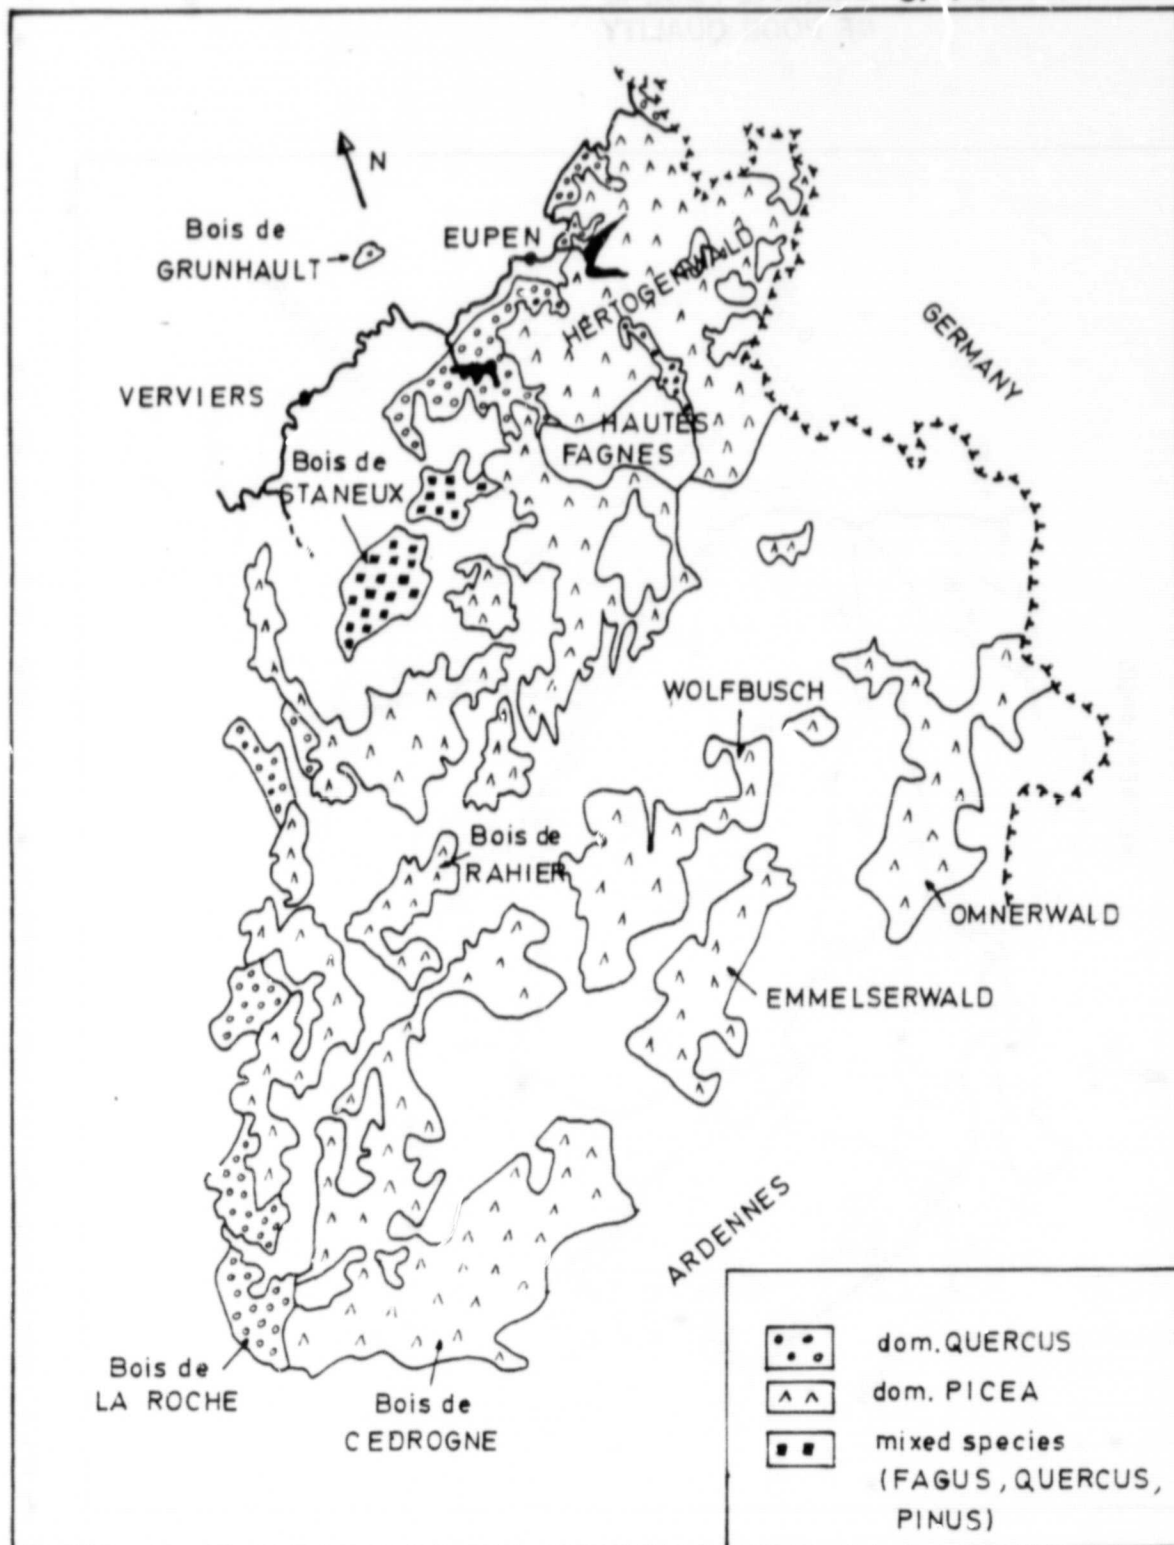 N
Bois de
GRUNHAULT
EUPEN
HERTOGENWALD
GERMANY
VERVIERS
HAUTES
FAGNES
Bois de
STANEUX
WOLFBUSCH
Bois de
RAHIER
OMNERWALD
EMMELSERWALD
ARDENNES
Bois de
LA ROCHE
Bois de
CEDROGNE
dom. QUERCUS
dom. PICEA
mixed species
(FAGUS, QUERCUS,
PINUS)